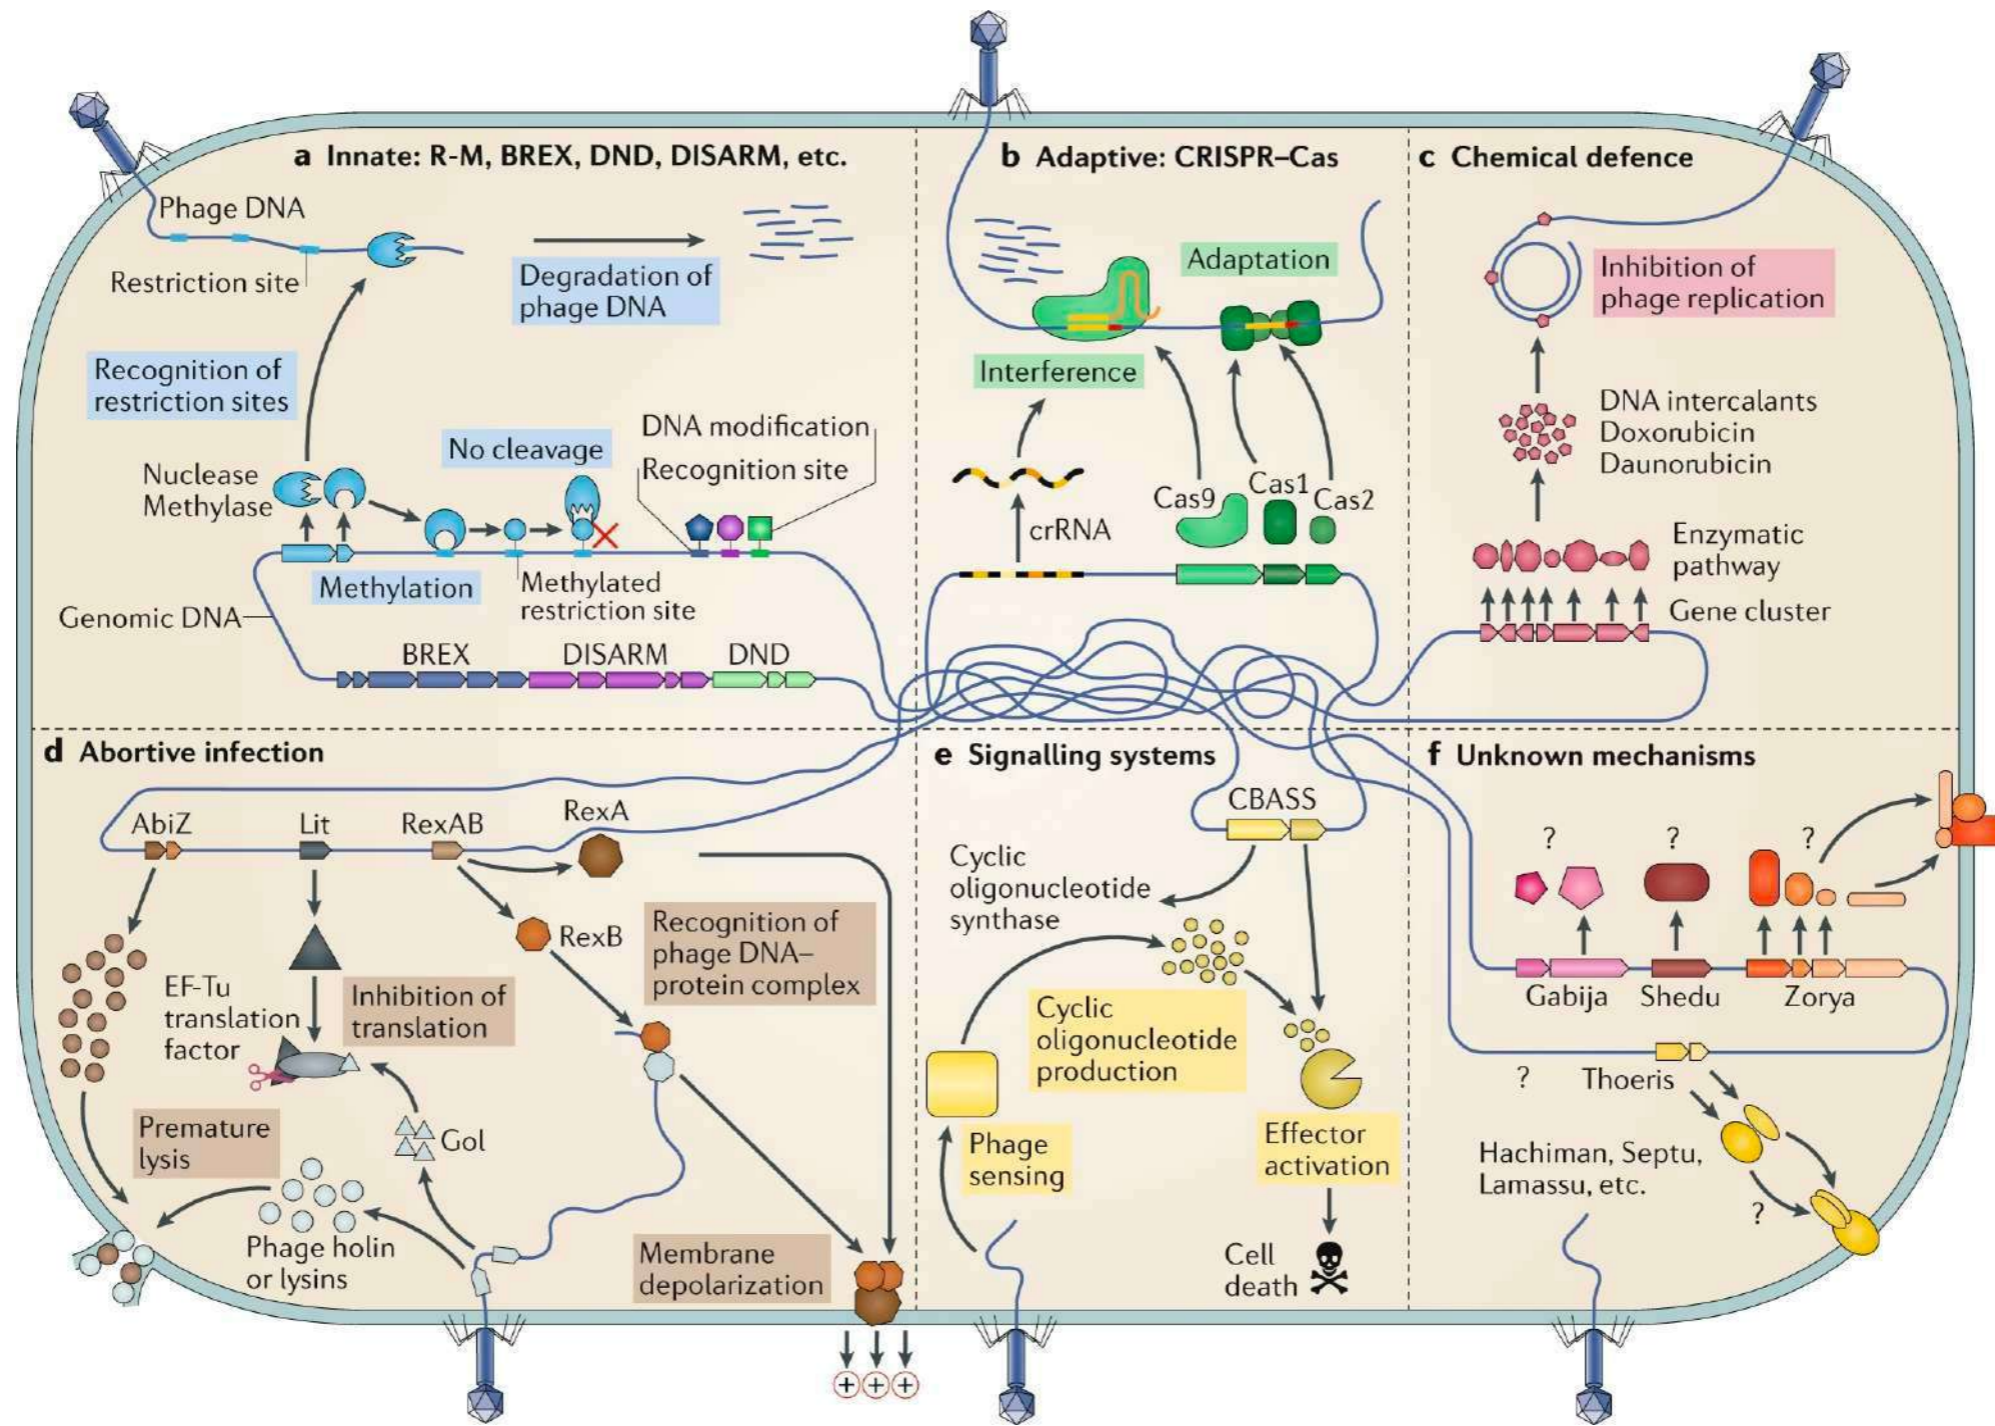 a Innate: R-M, BREX, DND, DISARM, etc.
Phage DNA
Restriction site
Degradation of
phage DNA
Recognition of
restriction sites
Nuclease
Methylase
No cleavage
DNA modification
Recognition site
Methylation
Methylated
restriction site
Genomic DNA
BREX
DISARM
DND
b Adaptive: CRISPR–Cas
Adaptation
Interference
crRNA
Cas9
Cas1
Cas2
c Chemical defence
Inhibition of
phage replication
DNA intercalants
Doxorubicin
Daunorubicin
Enzymatic
pathway
Gene cluster
d Abortive infection
AbiZ
Lit
RexAB
RexA
RexB
Recognition of
phage DNA–
protein complex
EF-Tu
translation
factor
Inhibition of
translation
Premature
lysis
Gol
Phage holin
or lysins
Membrane
depolarization
+ + +
e Signalling systems
CBASS
Cyclic
oligonucleotide
synthase
Cyclic
oligonucleotide
production
Phage
sensing
Effector
activation
Cell
death
f Unknown mechanisms
? ? ?
Gabija
Shedu
Zorya
?
Thoeris
Hachiman, Septu,
Lamassu, etc.
?